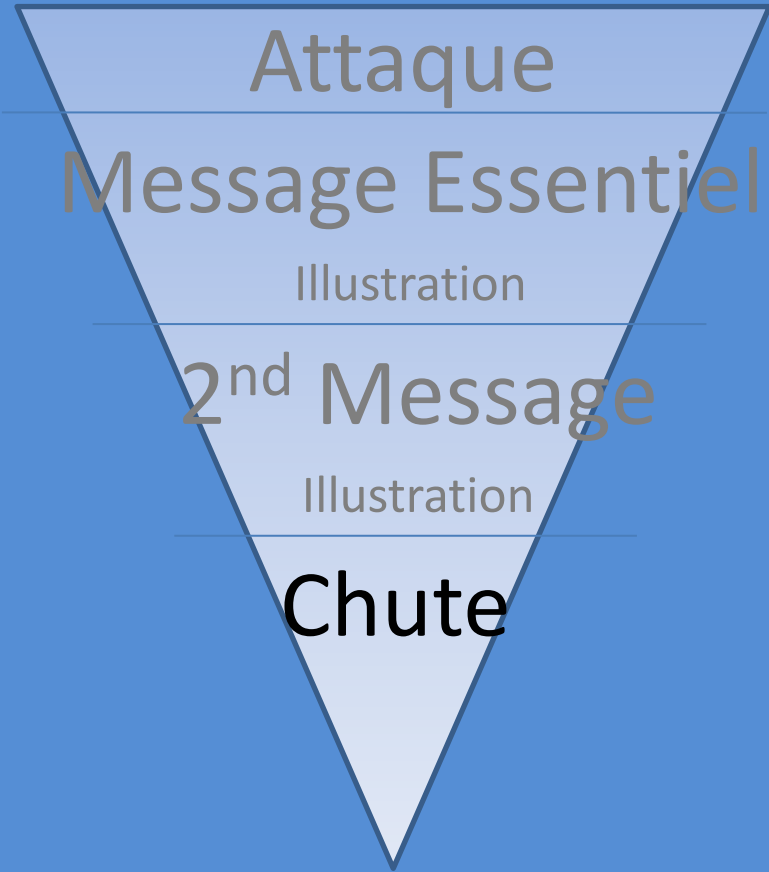 Attaque
Message Essentiel
Illustration
2nd Message
Illustration
Chute